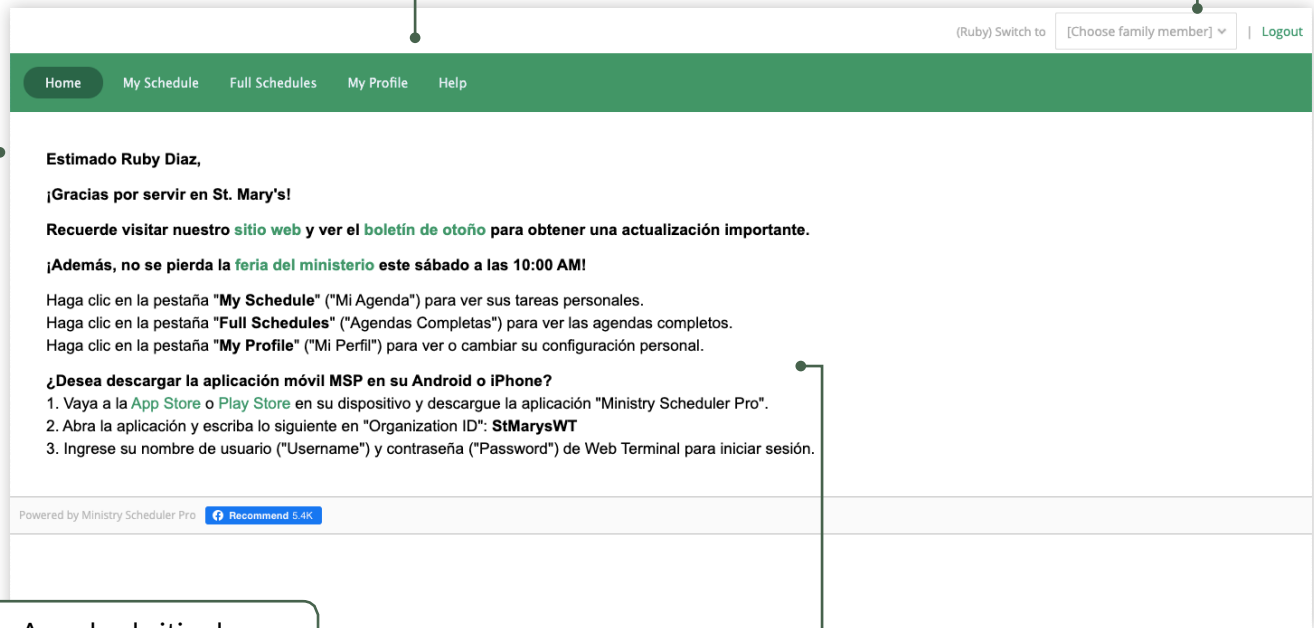 (Ruby) Switch to [Choose family member] | Logout
Home My Schedule Full Schedules My Profile Help
Estimado Ruby Diaz,
¡Gracias por servir en St. Mary's!
Recuerde visitar nuestro sitio web y ver el boletín de otoño para obtener una actualización importante.
¡Además, no se pierda la feria del ministerio este sábado a las 10:00 AM!
Haga clic en la pestaña "My Schedule" ("Mi Agenda") para ver sus tareas personales.
Haga clic en la pestaña "Full Schedules" ("Agendas Completas") para ver las agendas completos.
Haga clic en la pestaña "My Profile" ("Mi Perfil") para ver o cambiar su configuración personal.
¿Desea descargar la aplicación móvil MSP en su Android o iPhone?
1. Vaya a la App Store o Play Store en su dispositivo y descargue la aplicación "Ministry Scheduler Pro".
2. Abra la aplicación y escriba lo siguiente en "Organization ID": StMarysWT
3. Ingrese su nombre de usuario ("Username") y contraseña ("Password") de Web Terminal para iniciar sesión.
Powered by Ministry Scheduler Pro Recommend 5.4K